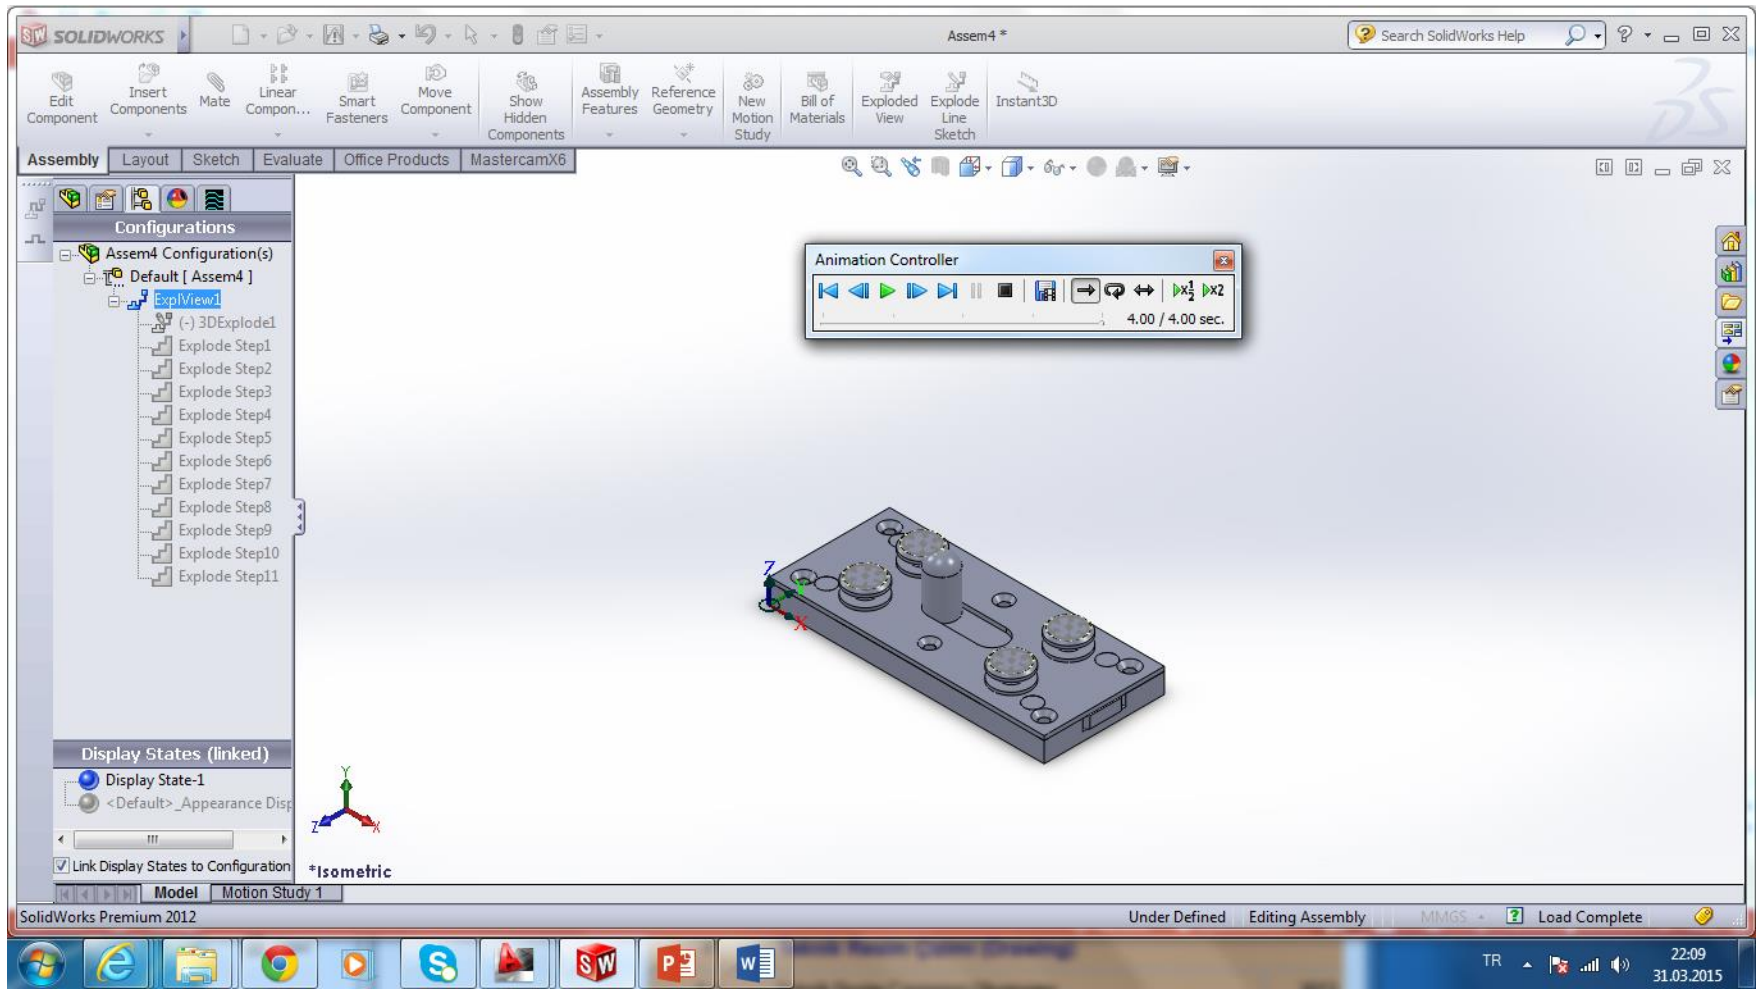 SOLIDWORKS
Assem4 *
Search SolidWorks Help
Edit Component
Insert Components
Mate
Linear Compon...
Smart Fasteners
Move Component
Show Hidden Components
Assembly Features
Reference Geometry
New Motion Study
Bill of Materials
Exploded View
Explode Line Sketch
Instant3D
Assembly Layout Sketch Evaluate Office Products MastercamX6
Configurations
Assem4 Configuration(s)
Default [ Assem4 ]
ExplView1
(-) 3DExplode1
Explode Step1
Explode Step2
Explode Step3
Explode Step4
Explode Step5
Explode Step6
Explode Step7
Explode Step8
Explode Step9
Explode Step10
Explode Step11
Animation Controller
x½ x2
4.00 / 4.00 sec.
Z
X
Display States (linked)
Display State-1
<Default>_Appearance Disp
Link Display States to Configuration
Y
Z X
*Isometric
Model Motion Study 1
SolidWorks Premium 2012
Under Defined Editing Assembly MMGS Load Complete
TR
22:09
31.03.2015